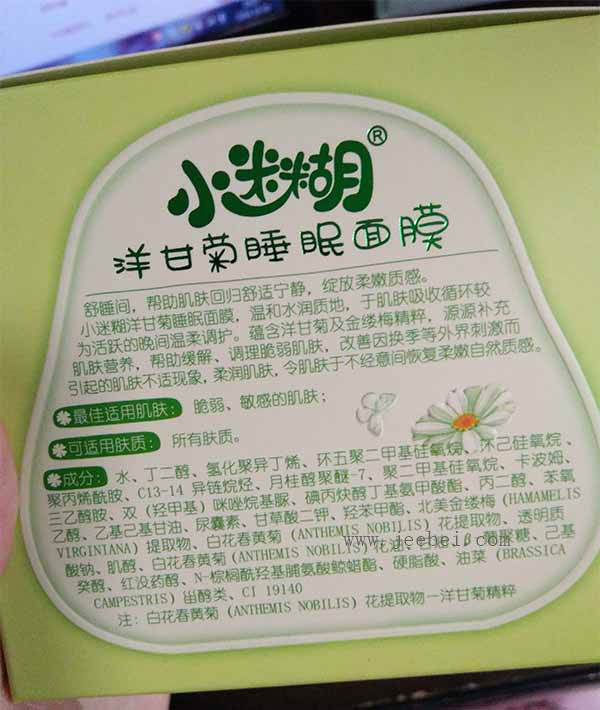 小迷糊®
洋甘菊睡眠面膜
舒睡间，帮助肌肤回归舒适宁静，绽放柔嫩质感。
小迷糊洋甘菊睡眠面膜，温和水润质地，于肌肤吸收循环较
为活跃的晚间温柔调护。蕴含洋甘菊及金缕梅精粹，源源补充
肌肤营养，帮助缓解、调理脆弱肌肤，改善因换季等外界刺激而
引起的肌肤不适现象，柔润肌肤，令肌肤于不经意间恢复柔嫩自然质感。
最佳适用肌肤：脆弱、敏感的肌肤；
可适用肤质：所有肤质。
成分：水、丁二醇、氢化聚异丁烯、环五聚二甲基硅氧烷、环己硅氧烷、
聚丙烯酰胺、C13-14 异链烷烃、月桂醇聚醚-7、聚二甲基硅氧烷、卡波姆、
三乙醇胺、双（羟甲基）咪唑烷基脲、碘丙炔醇丁基氨甲酸酯、丙二醇、苯氧
乙醇、乙基己基甘油、尿囊素、甘草酸二钾、羟苯甲酯、北美金缕梅（HAMAMELIS
VIRGINIANA）提取物、白花春黄菊（ANTHEMIS NOBILIS）花提取物、透明质
酸钠、肌醇、白花春黄菊（ANTHEMIS NOBILIS）花油、 β 糖、己基
癸醇、红没药醇、N-棕榈酰羟基脯氨酸鲸蜡酯、硬脂酸、油菜（BRASSICA
CAMPESTRIS）甾醇类、CI 19140
注：白花春黄菊（ANTHEMIS NOBILIS）花提取物－洋甘菊精粹
www.jeebei.com